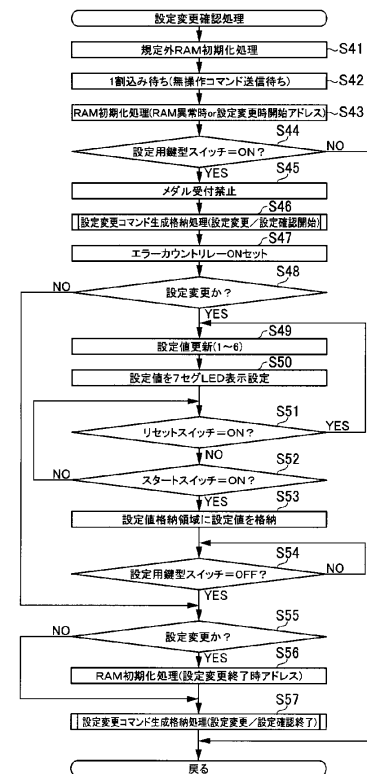 設定変更確認処理
規定外RAM初期化処理
S41
1割込み待ち(無操作コマンド送信待ち)
S42
RAM初期化処理(RAM異常時or設定変更時開始アドレス)
S43
S44
設定用鍵型スイッチ=ON?
NO
YES
S45
メダル受付禁止
S46
設定変更コマンド生成格納処理(設定変更/設定確認開始)
S47
エラーカウントリレーONセット
S48
NO
設定変更か?
YES
S49
設定値更新(1~6)
S50
設定値を7セグLED表示設定
S51
リセットスイッチ=ON?
YES
NO
S52
NO
スタートスイッチ=ON?
YES
S53
設定値格納領域に設定値を格納
S54
設定用鍵型スイッチ=OFF?
NO
YES
S55
NO
設定変更か?
YES
S56
RAM初期化処理(設定変更終了時アドレス)
S57
設定変更コマンド生成格納処理(設定変更/設定確認終了)
戻る